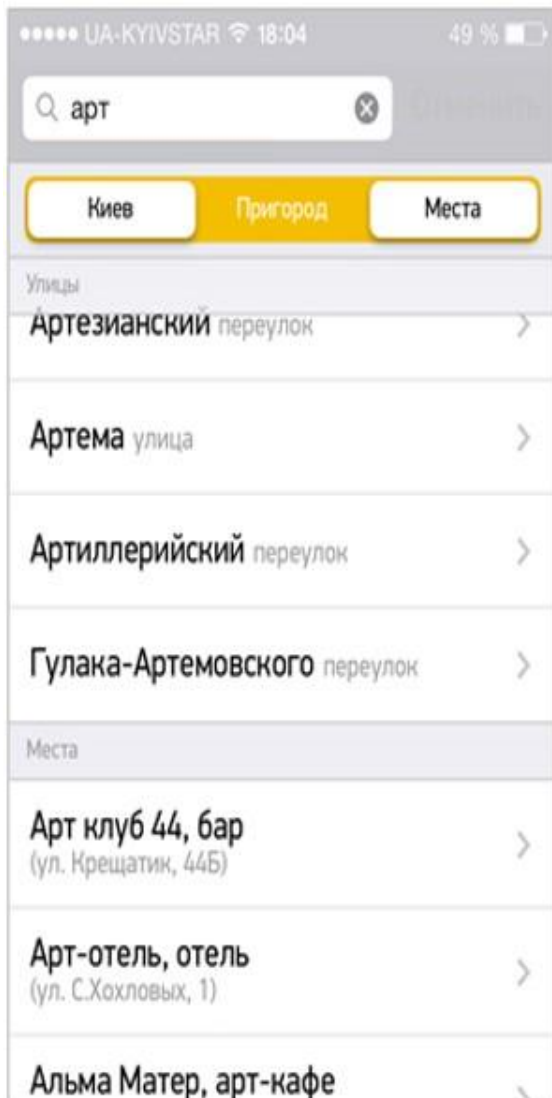 UA-KYIVSTAR 18:04 49 %
арт
Киев Пригород Места
Улицы
Артезианский переулок
Артема улица
Артиллерийский переулок
Гулака-Артемовского переулок
Места
Арт клуб 44, бар
(ул. Крещатик, 44Б)
Арт-отель, отель
(ул. С.Хохловых, 1)
Альма Матер, арт-кафе